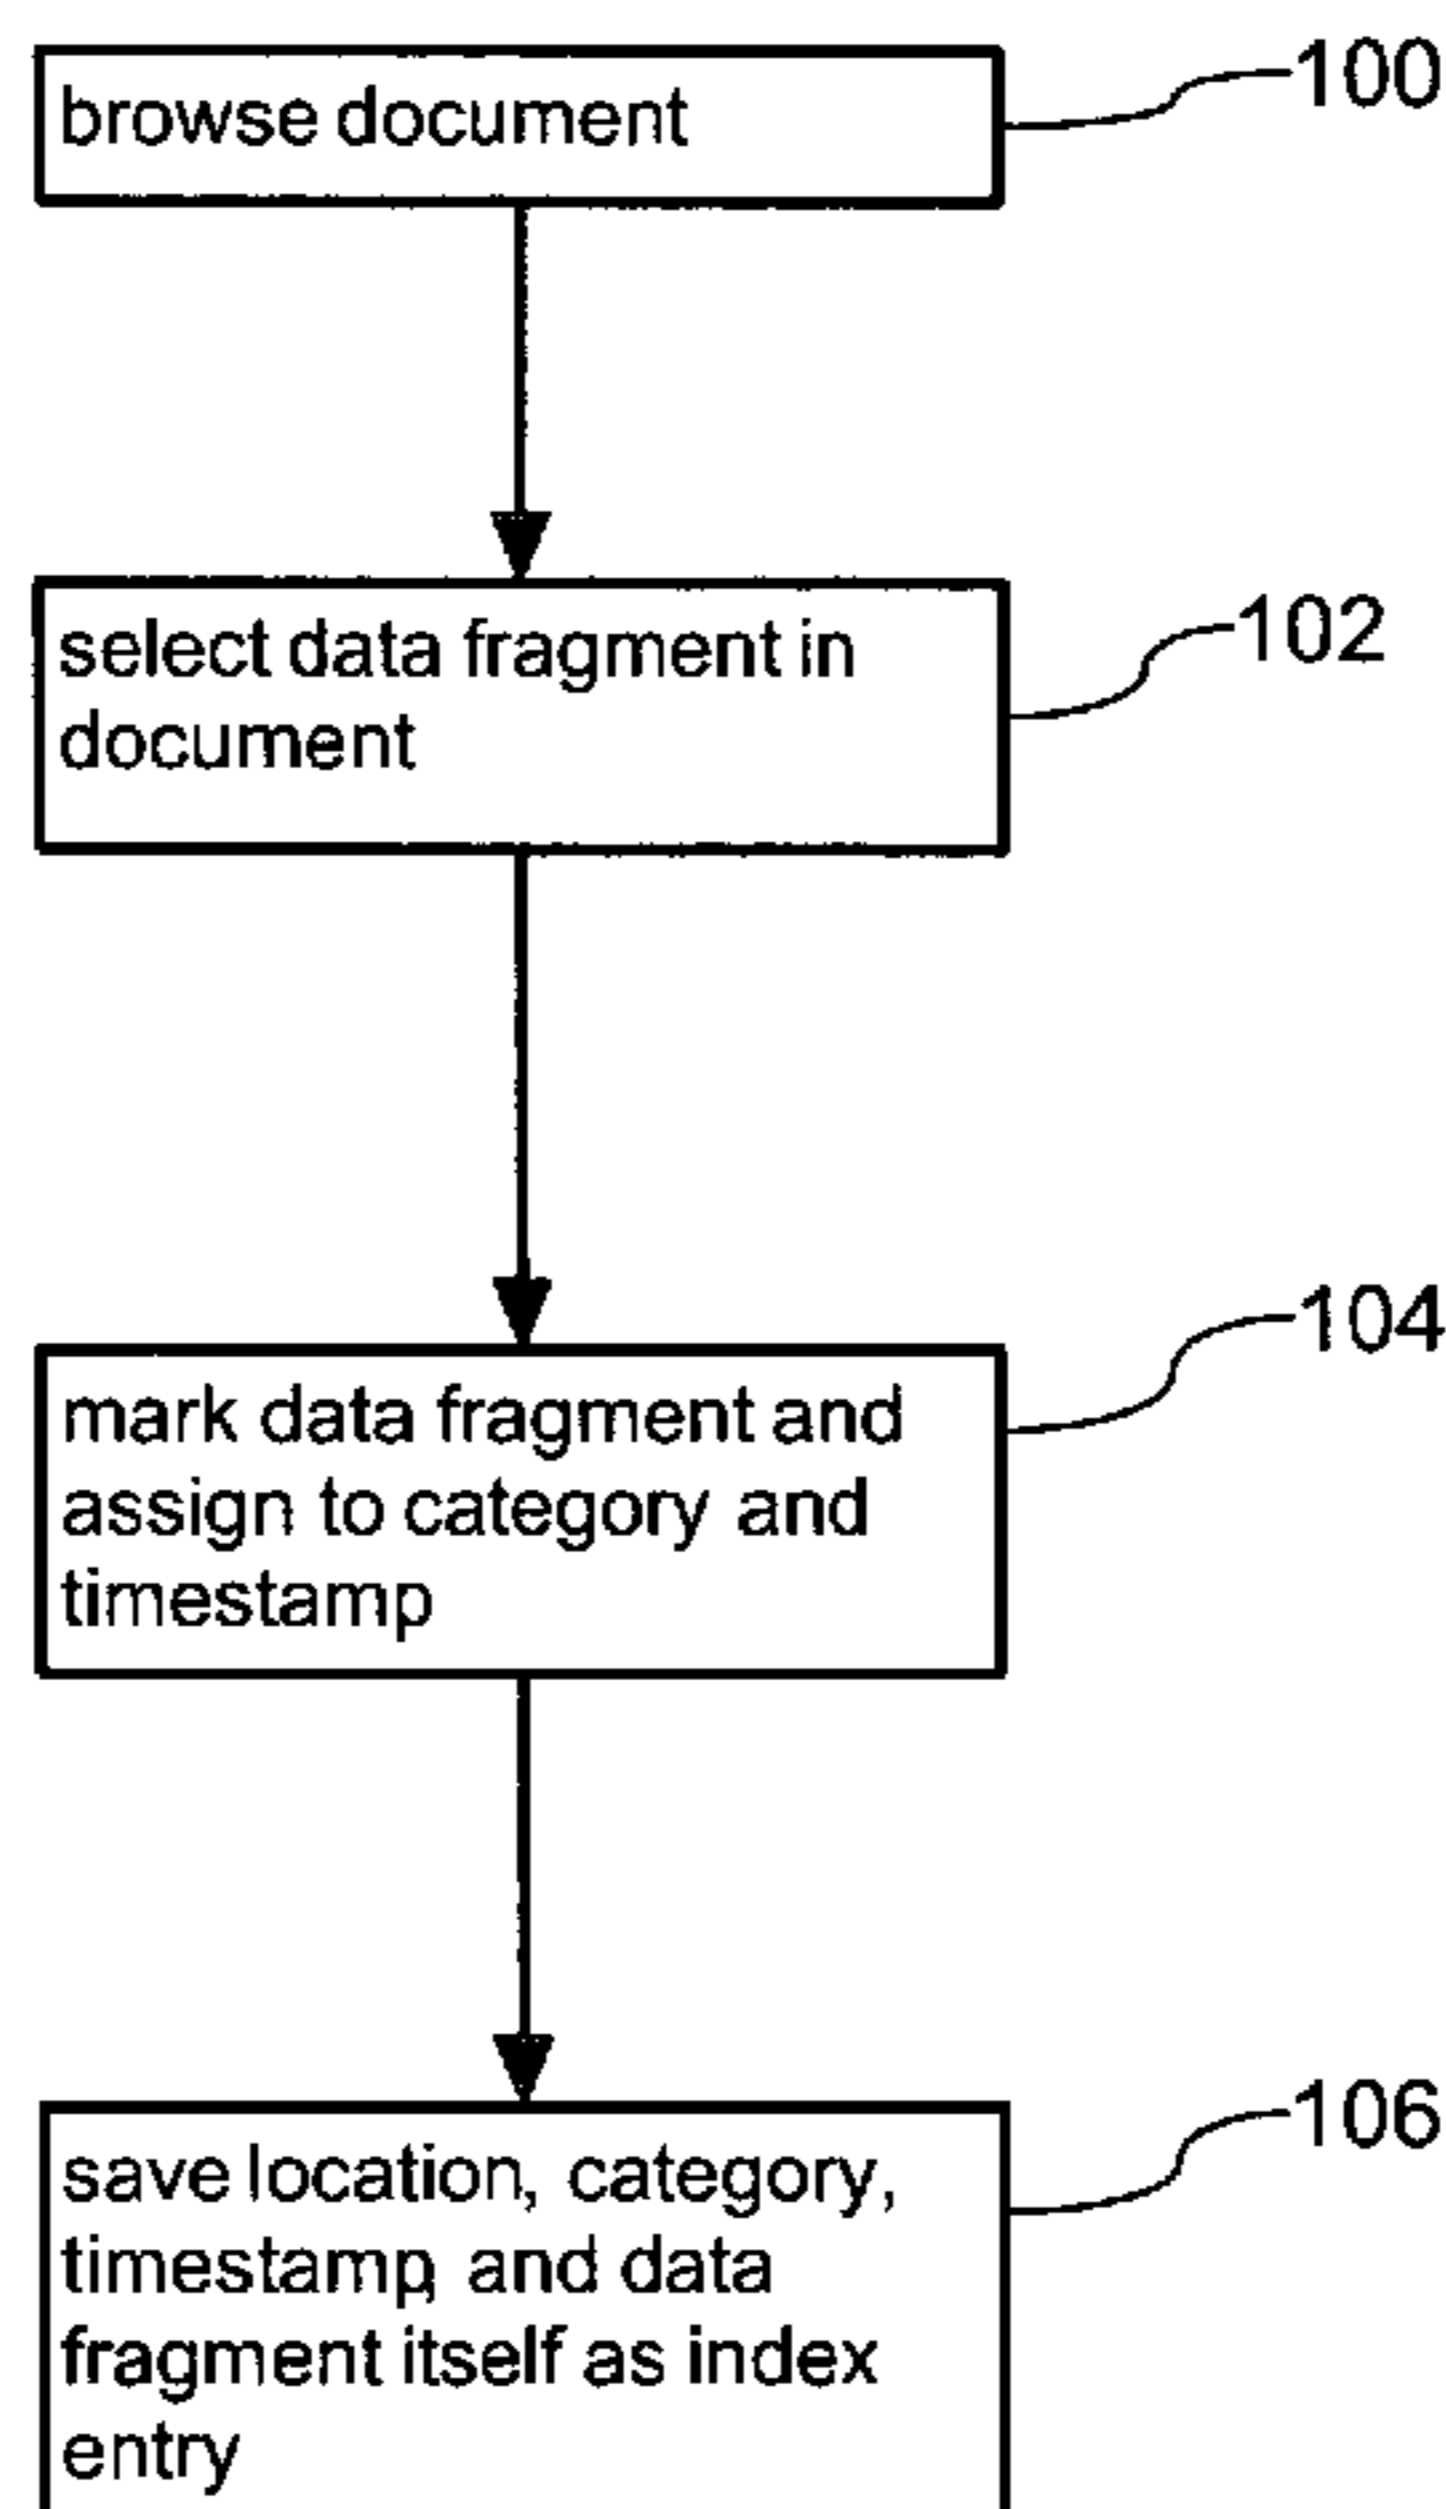 browse document
100
select data fragment in
document
102
mark data fragment and
assign to category and
timestamp
104
save location, category,
timestamp and data
fragment itself as index
entry
106